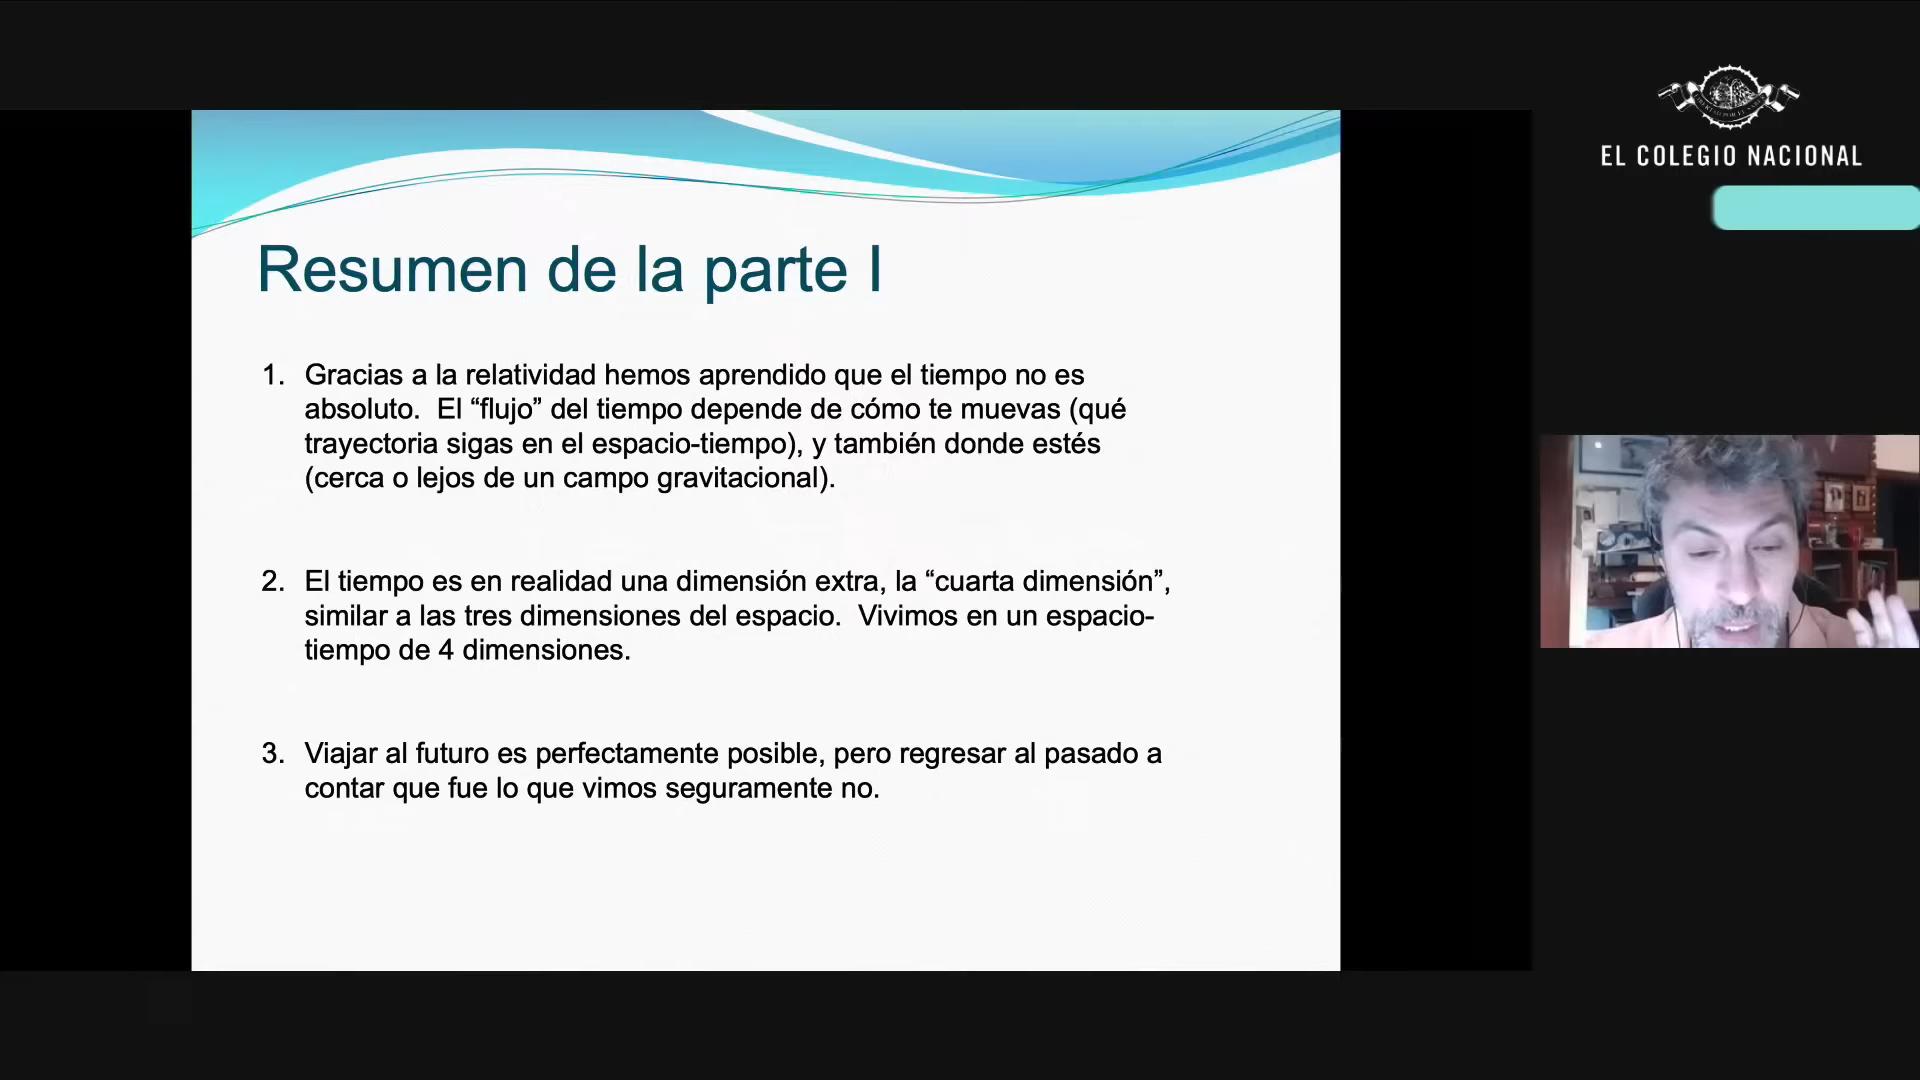 EL COLEGIO NACIONAL
Resumen de la parte I
1. Gracias a la relatividad hemos aprendido que el tiempo no es
absoluto.  El “flujo” del tiempo depende de cómo te muevas (qué
trayectoria sigas en el espacio-tiempo), y también donde estés
(cerca o lejos de un campo gravitacional).
2. El tiempo es en realidad una dimensión extra, la “cuarta dimensión”,
similar a las tres dimensiones del espacio.  Vivimos en un espacio-
tiempo de 4 dimensiones.
3. Viajar al futuro es perfectamente posible, pero regresar al pasado a
contar que fue lo que vimos seguramente no.